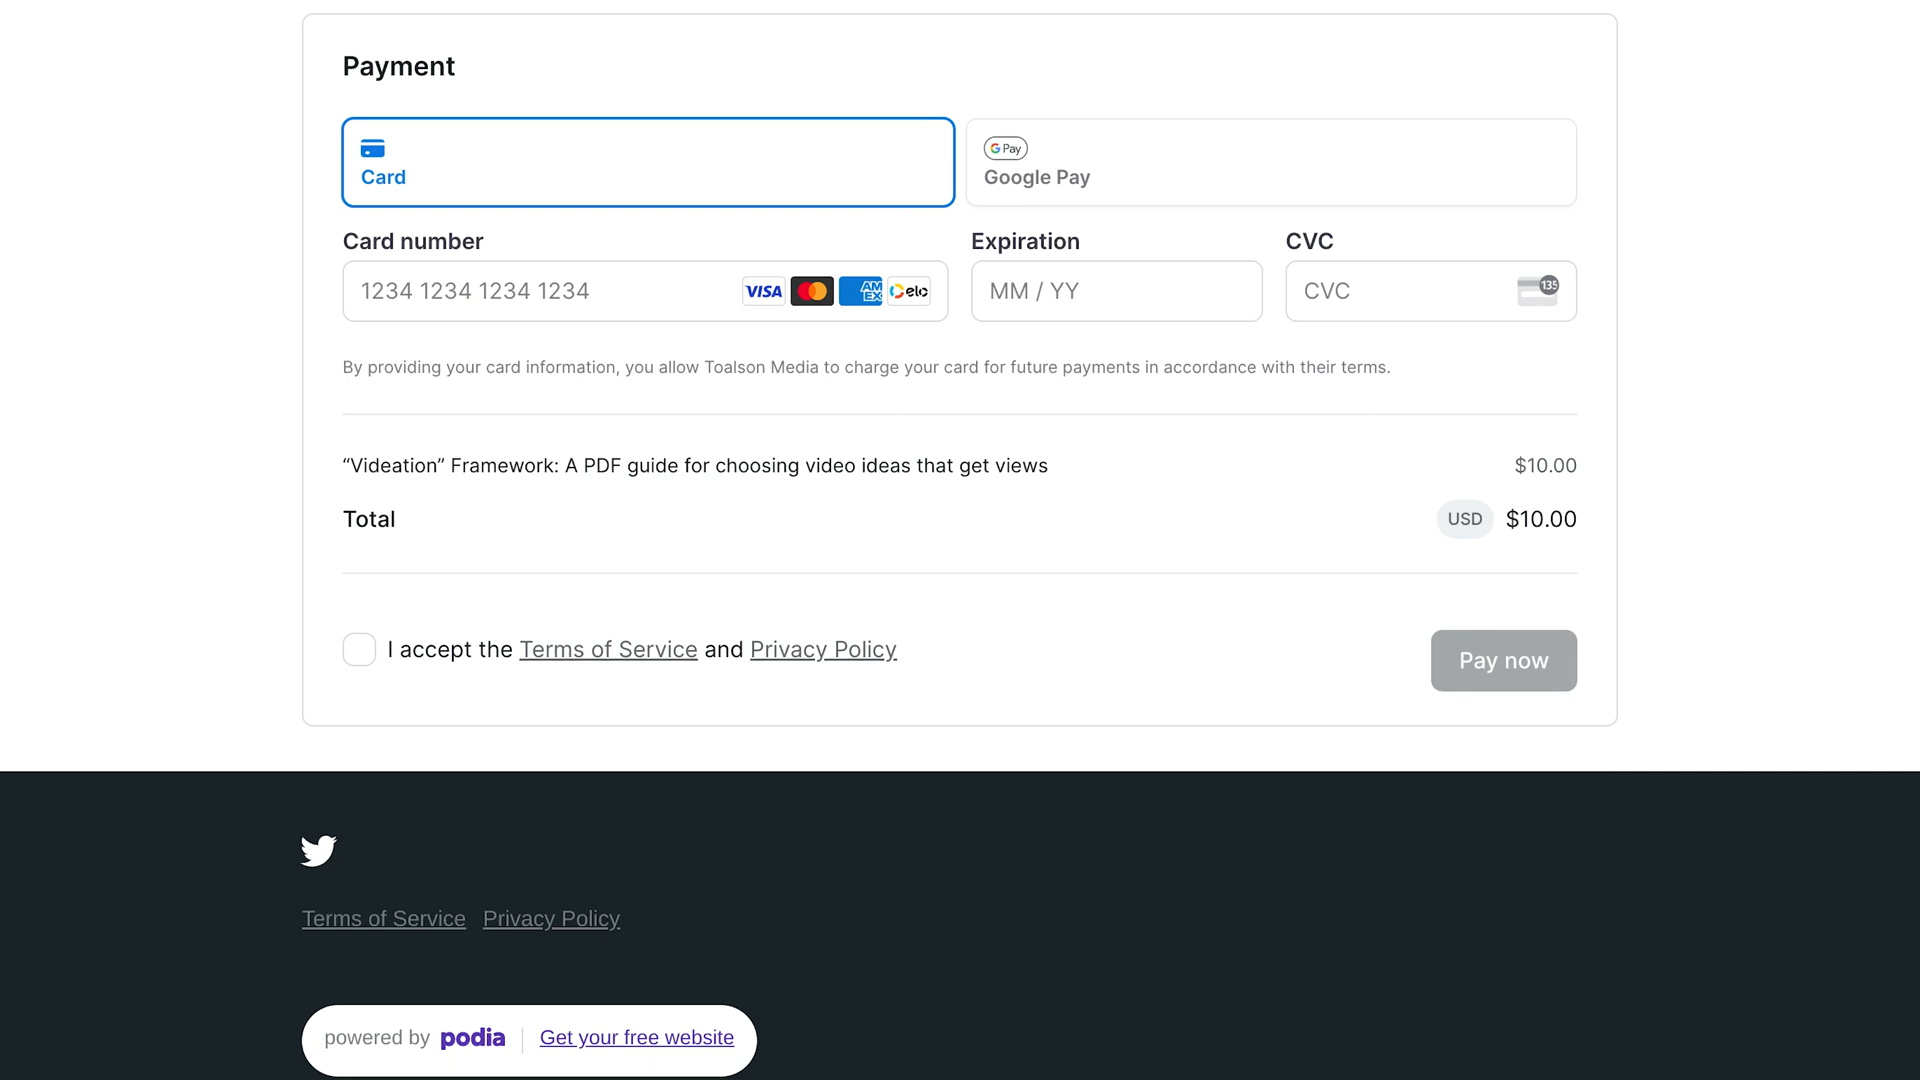 Payment
Card
G Pay
Google Pay
Card number
Expiration
CVC
1234 1234 1234 1234
VISA
AM
EX
elo
MM / YY
CVC
135
By providing your card information, you allow Toalson Media to charge your card for future payments in accordance with their terms.
“Videation” Framework: A PDF guide for choosing video ideas that get views
$10.00
Total
USD
$10.00
I accept the Terms of Service and Privacy Policy
Pay now
Terms of Service
Privacy Policy
powered by podia
Get your free website